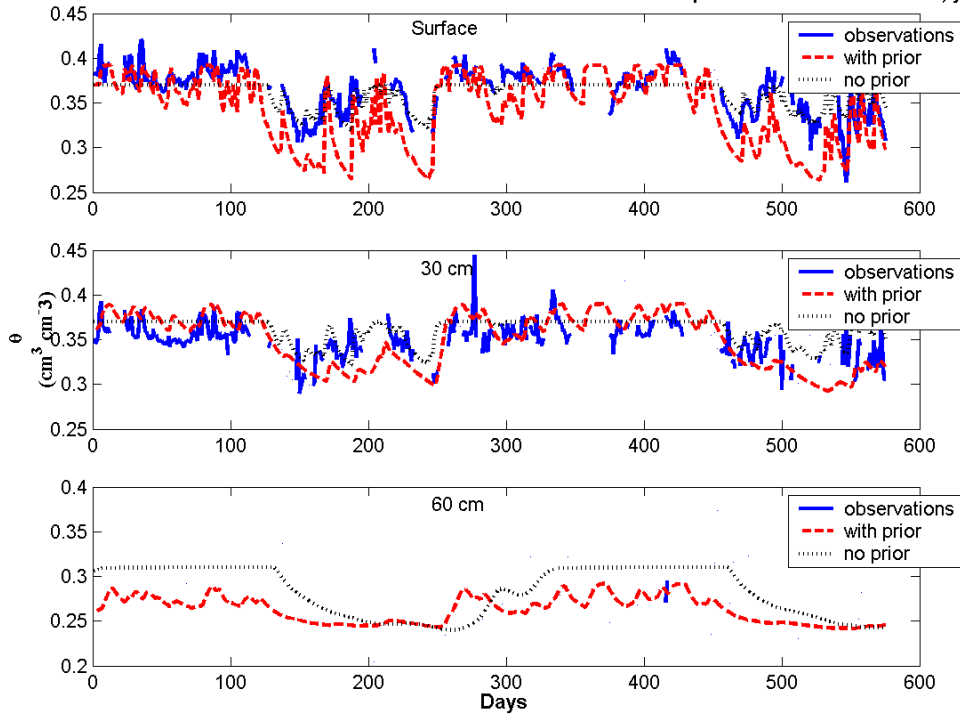 0.45
Surface
observations
with prior
no prior
0.4
0.35
0.3
0.25
0 100 200 300 400 500 600
0.45
30 cm
observations
with prior
no prior
0.4
0.35
0.3
0.25
0 100 200 300 400 500 600
θ
(cm³ cm⁻³)
0.4
60 cm
observations
with prior
no prior
0.35
0.3
0.25
0.2
0 100 200 300 400 500 600
Days